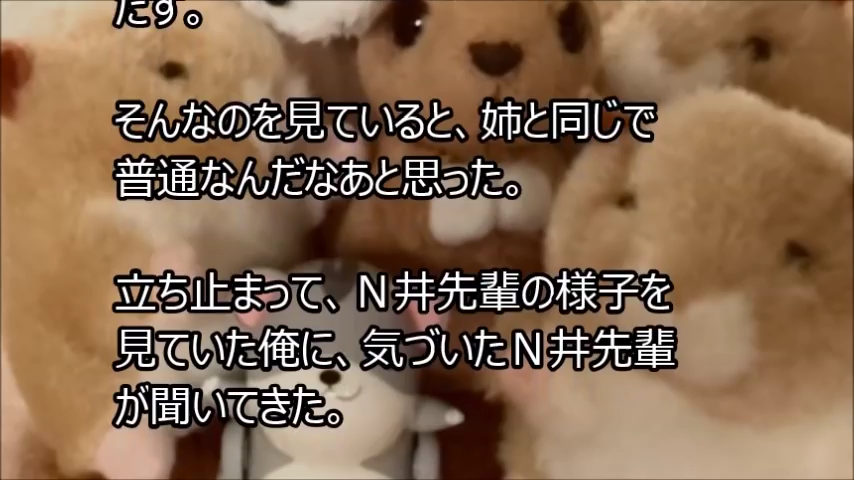 だす。
そんなのを見ていると、姉と同じで
普通なんだなあと思った。
立ち止まって、Ｎ井先輩の様子を
見ていた俺に、気づいたＮ井先輩
が聞いてきた。